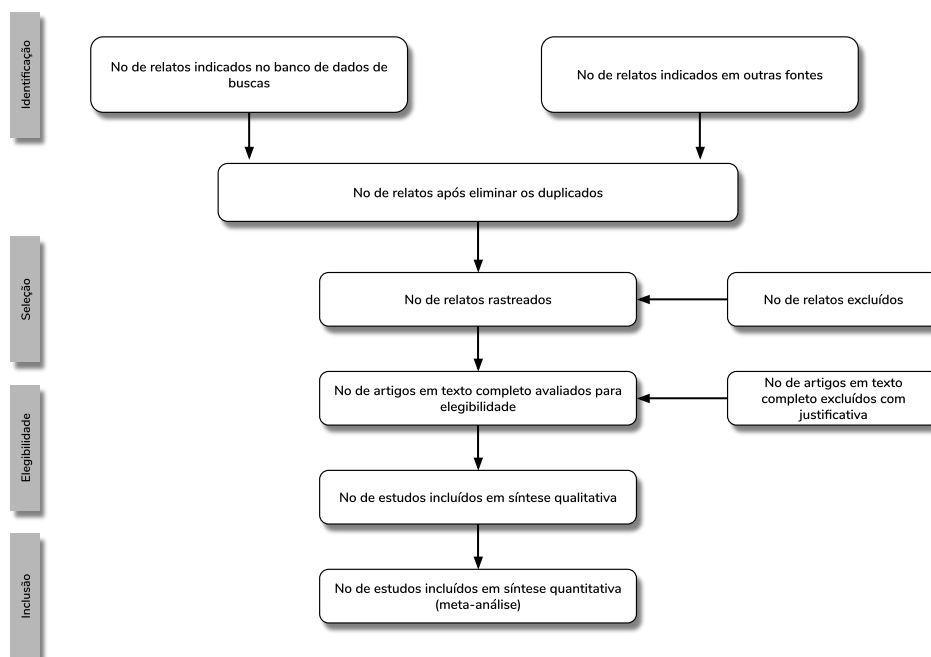 Identificação
No de relatos indicados no banco de dados de
buscas
No de relatos indicados em outras fontes
No de relatos após eliminar os duplicados
Seleção
No de relatos rastreados
No de relatos excluídos
Elegibilidade
No de artigos em texto completo avaliados para
elegibilidade
No de artigos em texto
completo excluídos com
justificativa
No de estudos incluídos em síntese qualitativa
Inclusão
No de estudos incluídos em síntese quantitativa
(meta-análise)